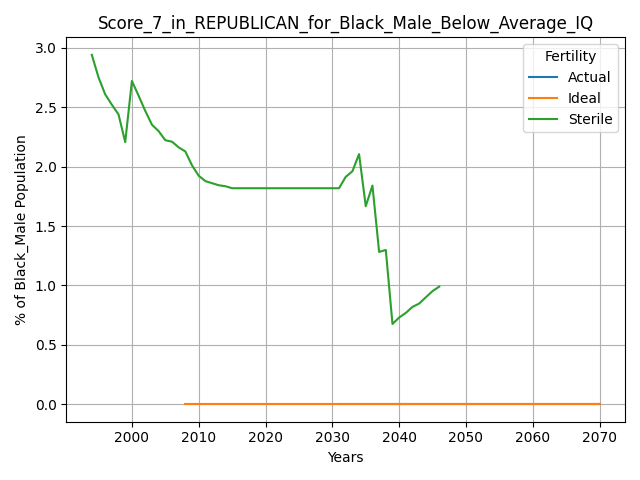 Score_7_in_REPUBLICAN_for_Black_Male_Below_Average_IQ
% of Black_Male Population
3.0
2.5
2.0
1.5
1.0
0.5
0.0
Fertility
Actual
Ideal
Sterile
2000 2010 2020 2030 2040 2050 2060 2070
Years